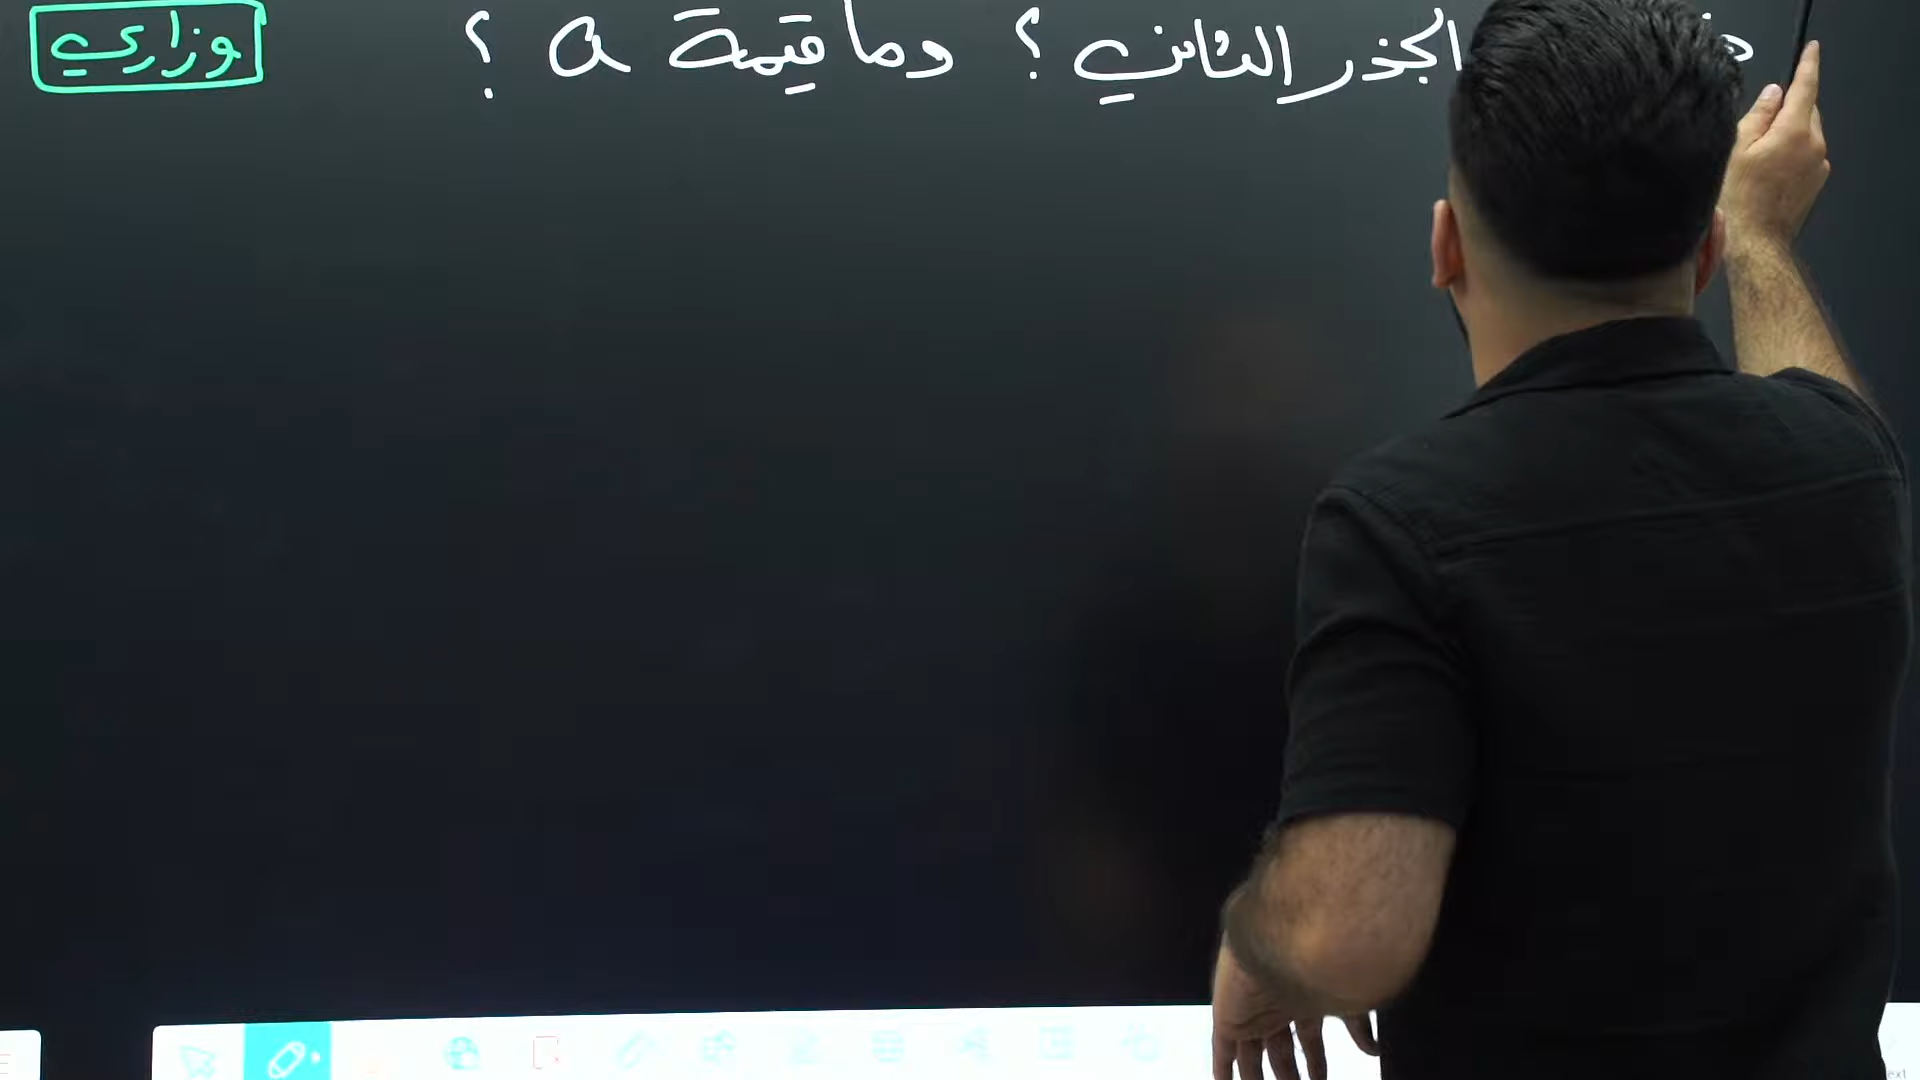 الجذر الثاني ؟ وما قيمة a ؟ وزاري